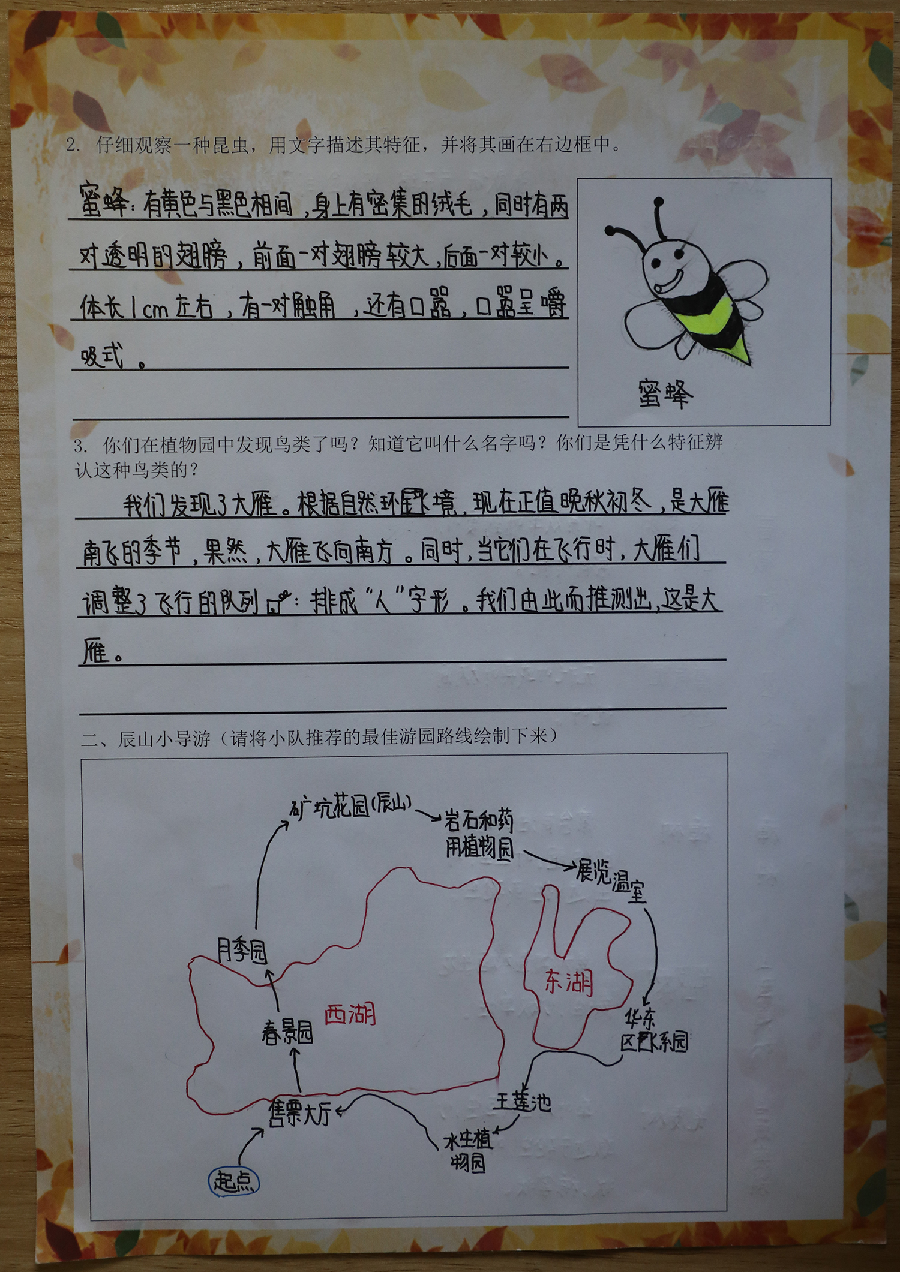 2. 仔细观察一种昆虫，用文字描述其特征，并将其画在右边框中。
蜜蜂：有黄色与黑色相间，身上有密集的绒毛，同时有两
对透明的翅膀，前面一对翅膀较大，后面一对较小。
体长1cm左右，有一对触角，还有口器，口器呈嚼
吸式。
蜜蜂
3. 你们在植物园中发现鸟类了吗？知道它叫什么名字吗？你们是凭什么特征辨
认这种鸟类的？
我们发现了大雁。根据自然环境，现在正值晚秋初冬，是大雁
南飞的季节，果然，大雁飞向南方。同时，当它们在飞行时，大雁们
调整了飞行的队列：排成“人”字形。我们由此而推测出，这是大
雁。
二、辰山小导游（请将小队推荐的最佳游园路线绘制下来）
矿坑花园（辰山）
岩石和药
用植物园
展览温室
月季园
东湖
西湖
春景园
华东
区系园
王莲池
售票大厅
水生植
物园
起点